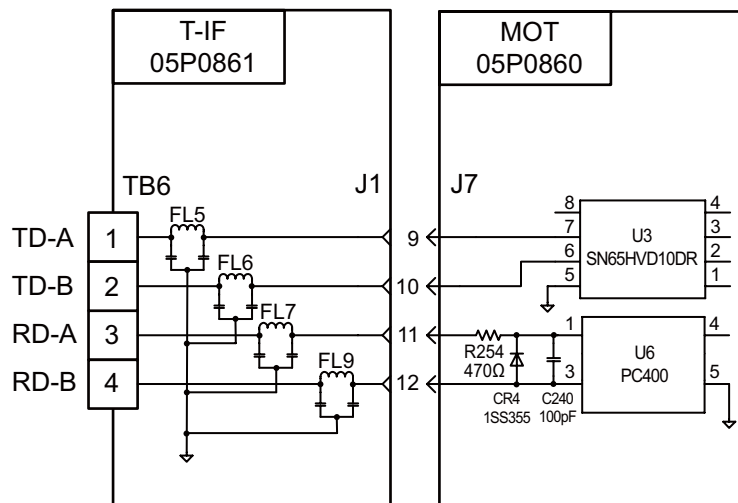 T-IF
05P0861
MOT
05P0860
TB6
J1
J7
TD-A 1 FL5 9
TD-B 2 FL6 10
RD-A 3 FL7 11
RD-B 4 FL9 12
8 4
7 U3 3
6 SN65HVD10DR 2
5 1
R254
470Ω
CR4
1SS355
C240
100pF
1 U6 4
3 PC400 5